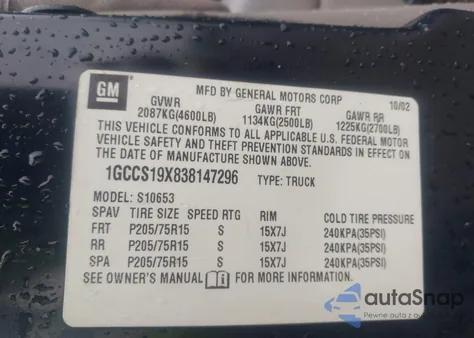 GM
MFD BY GENERAL MOTORS CORP 10/02
GVWR GAWR FRT GAWR RR
2087KG(4600LB) 1134KG(2500LB) 1225KG(2700LB)
THIS VEHICLE CONFORMS TO ALL APPLICABLE U.S. FEDERAL MOTOR
VEHICLE SAFETY AND THEFT PREVENTION STANDARDS IN EFFECT ON
THE DATE OF MANUFACTURE SHOWN ABOVE.
1GCCS19X838147296 TYPE: TRUCK
MODEL: S10653
SPAV TIRE SIZE SPEED RTG RIM COLD TIRE PRESSURE
FRT P205/75R15 S 15X7J 240KPA(35PSI)
RR P205/75R15 S 15X7J 240KPA(35PSI)
SPA P205/75R15 S 15X7J 240KPA(35PSI)
SEE OWNER'S MANUAL FOR MORE INFORMATION.
autoSnap
Pewne auta z USA